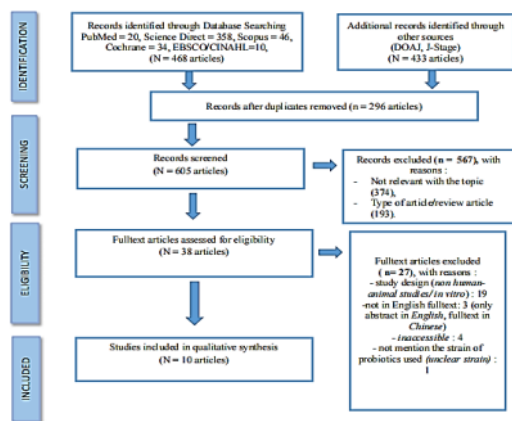 IDENTIFICATION
Records identified through Database Searching
PubMed = 20, Science Direct = 358, Scopus = 46,
Cochrane = 34, EBSCO/CINAHL=10,
(N = 468 articles)
Additional records identified through
other sources
(DOAJ, J-Stage)
(N = 433 articles)
Records after duplicates removed (n = 296 articles)
SCREENING
Records screened
(N = 605 articles)
Records excluded (n = 567), with
reasons :
- Not relevant with the topic
(374),
- Type of article/review article
(193).
ELIGIBILITY
Fulltext articles assessed for eligibility
(N = 38 articles)
Fulltext articles excluded
( n= 27), with reasons :
- study design (non human-
animal studies/in vitro) : 19
-not in English fulltext: 3 (only
abstract in English, fulltext in
Chinese)
- inaccessible : 4
- not mention the strain of
probiotics used (unclear strain) :
1
INCLUDED
Studies included in qualitative synthesis
(N = 10 articles)